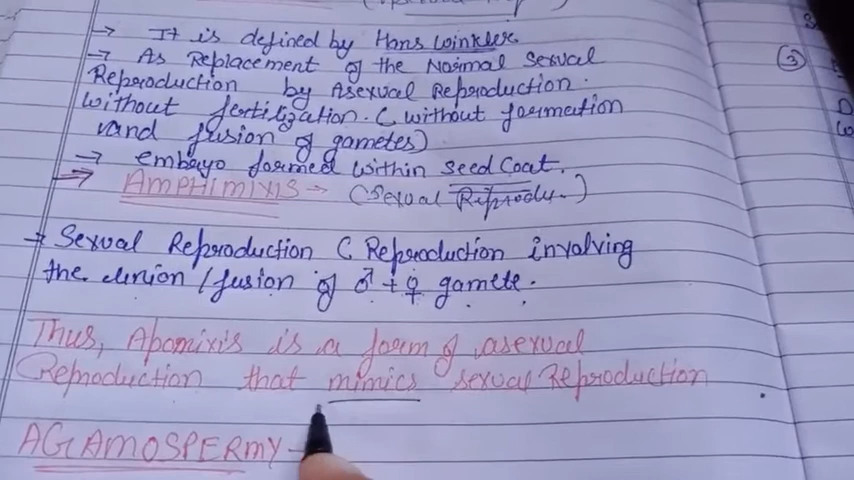 → It is defined by Hans Winkler.
→ As Replacement of the Normal Sexual
Reproduction by Asexual Reproduction.
without fertilization. ( without formation
and fusion of gametes)
→ embryo formed within seed coat.
→ AMPHIMIXIS → (Sexual Reprodu.)
→ Sexual Reproduction ( Reproduction involving
the union / fusion of ♂ + ♀ gamete.
Thus, Apomixis is a form of asexual
Reproduction that mimics sexual Reproduction
AGAMOSPERMY -
3